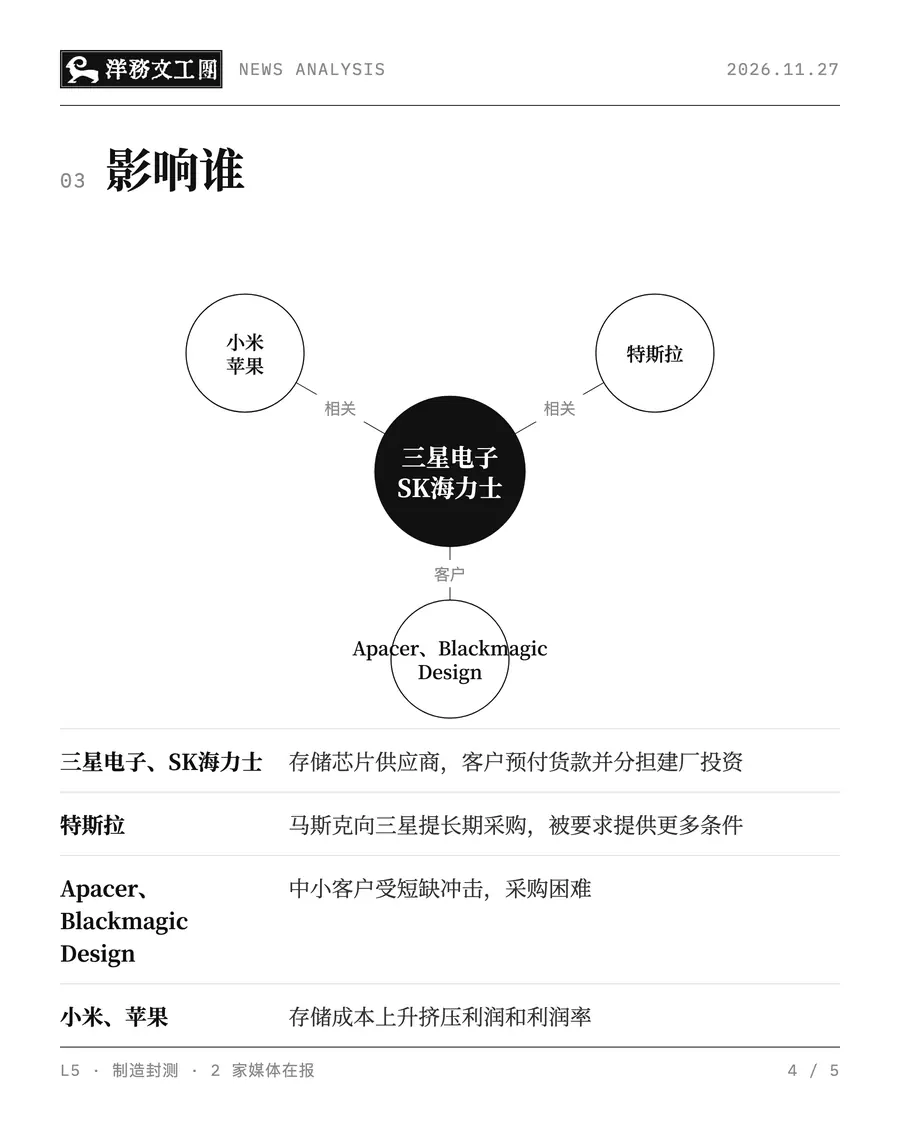 洋務文工團 NEWS ANALYSIS 2026.11.27
03 影响谁
小米
苹果
特斯拉
相关
相关
三星电子
SK海力士
客户
Apacer、Blackmagic
Design
三星电子、SK海力士 存储芯片供应商，客户预付货款并分担建厂投资
特斯拉 马斯克向三星提长期采购，被要求提供更多条件
Apacer、 中小客户受短缺冲击，采购困难
Blackmagic
Design
小米、苹果 存储成本上升挤压利润和利润率
L5 · 制造封测 · 2 家媒体在报 4 / 5